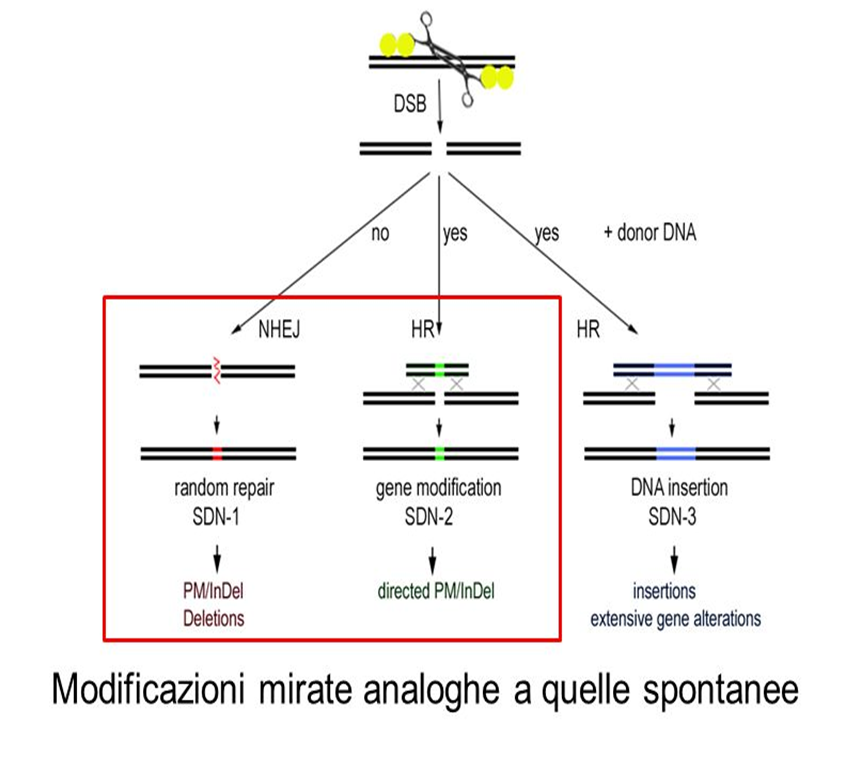 DSB
no
yes
yes
+ donor DNA
NHEJ
HR
HR
random repair
SDN-1
gene modification
SDN-2
DNA insertion
SDN-3
PM/InDel
Deletions
directed PM/InDel
insertions
extensive gene alterations
Modificazioni mirate analoghe a quelle spontanee